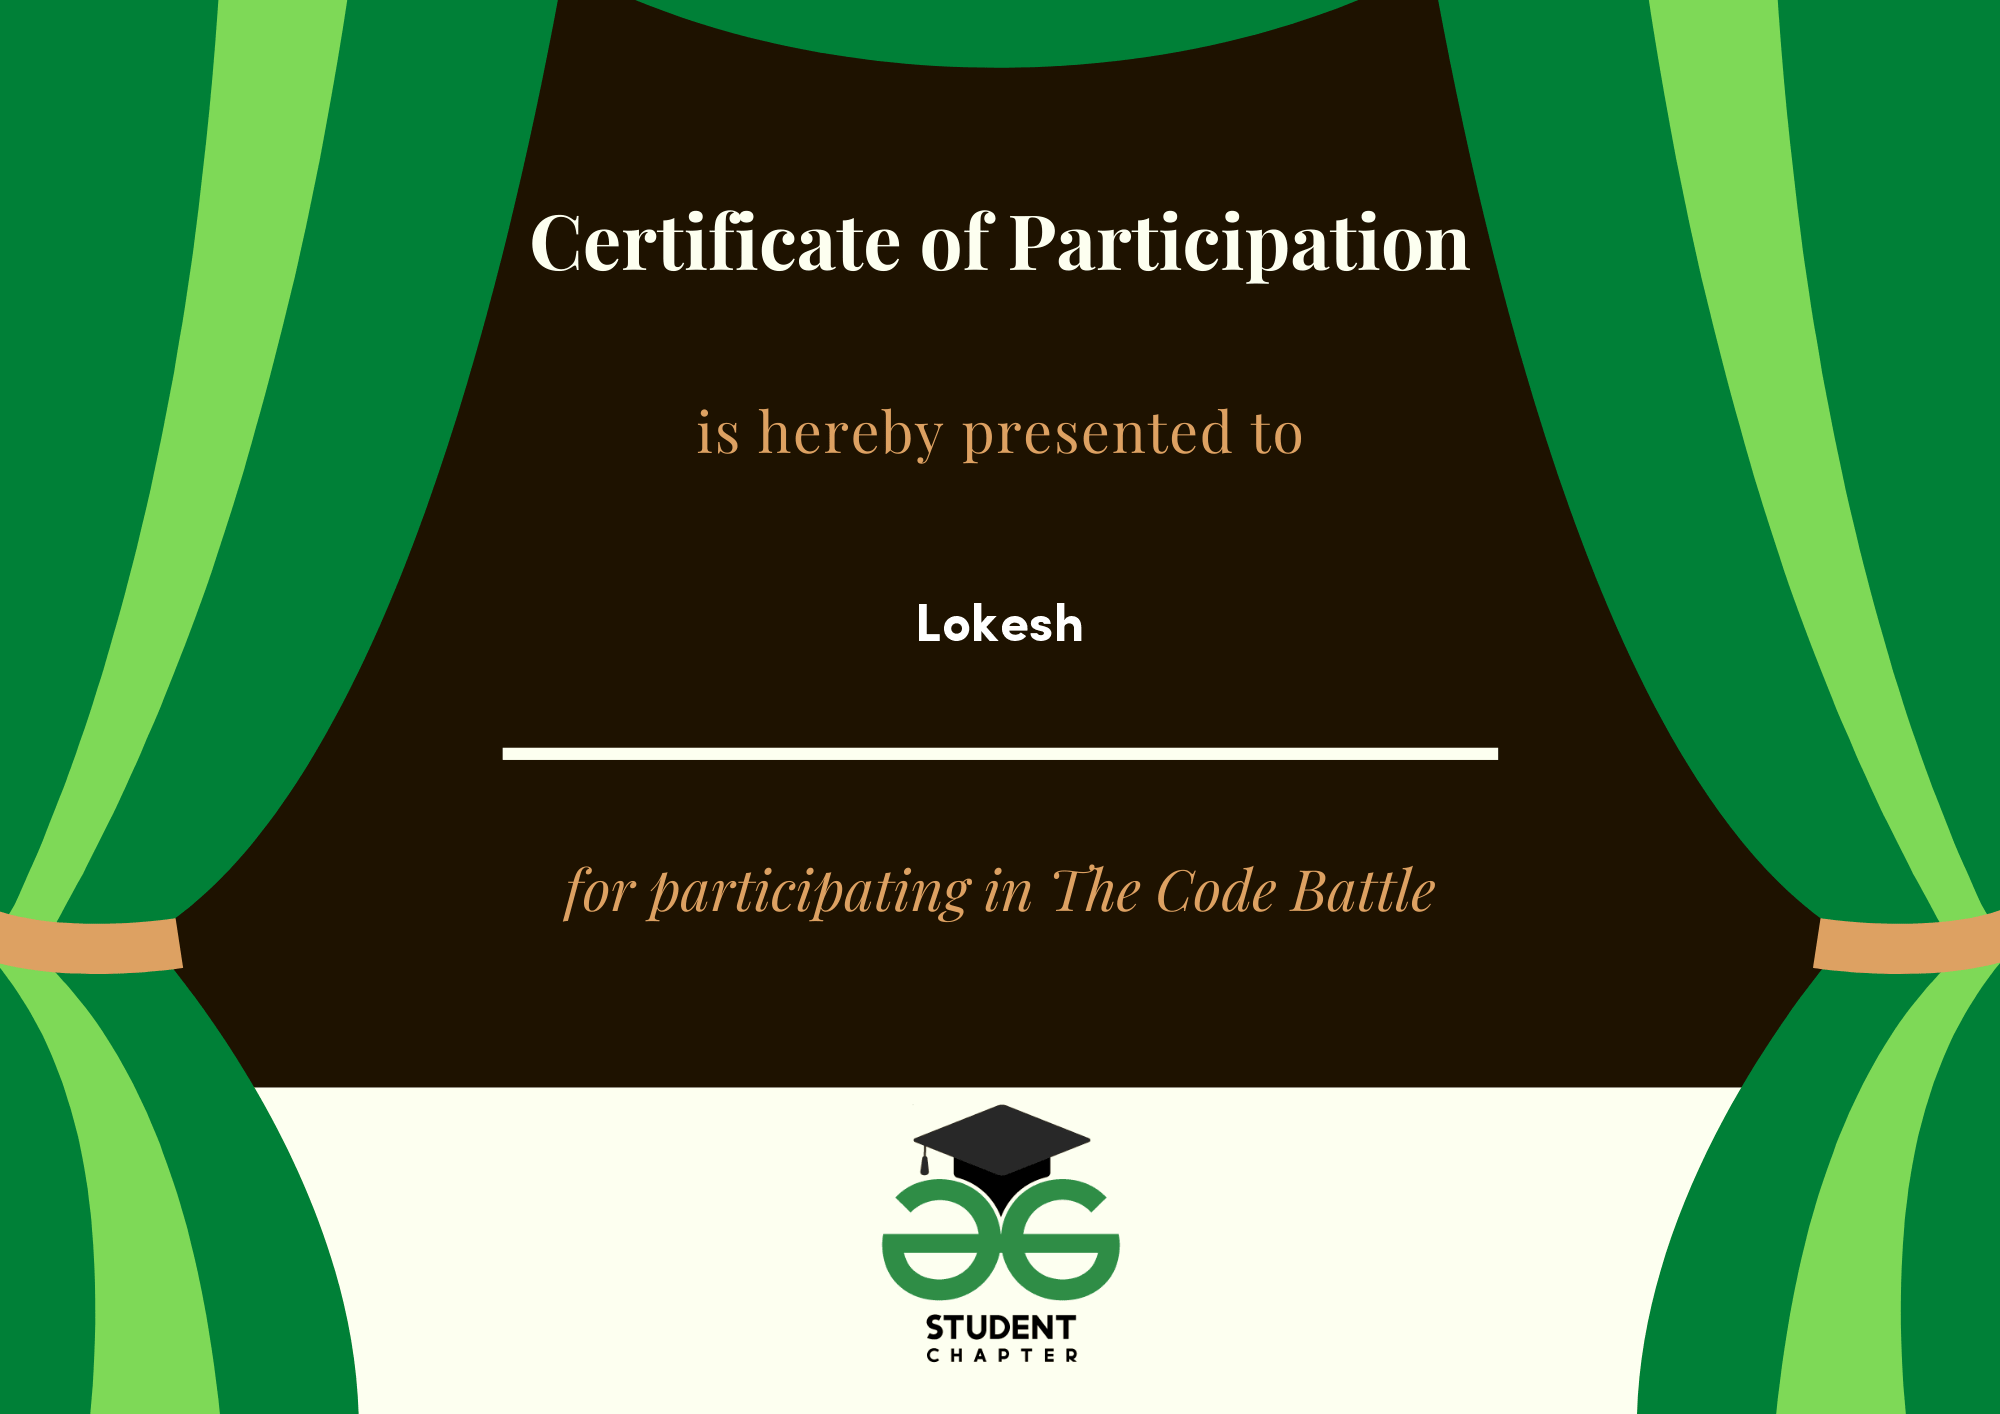 Certificate of Participation
is hereby presented to
Lokesh
for participating in The Code Battle
STUDENT
CHAPTER